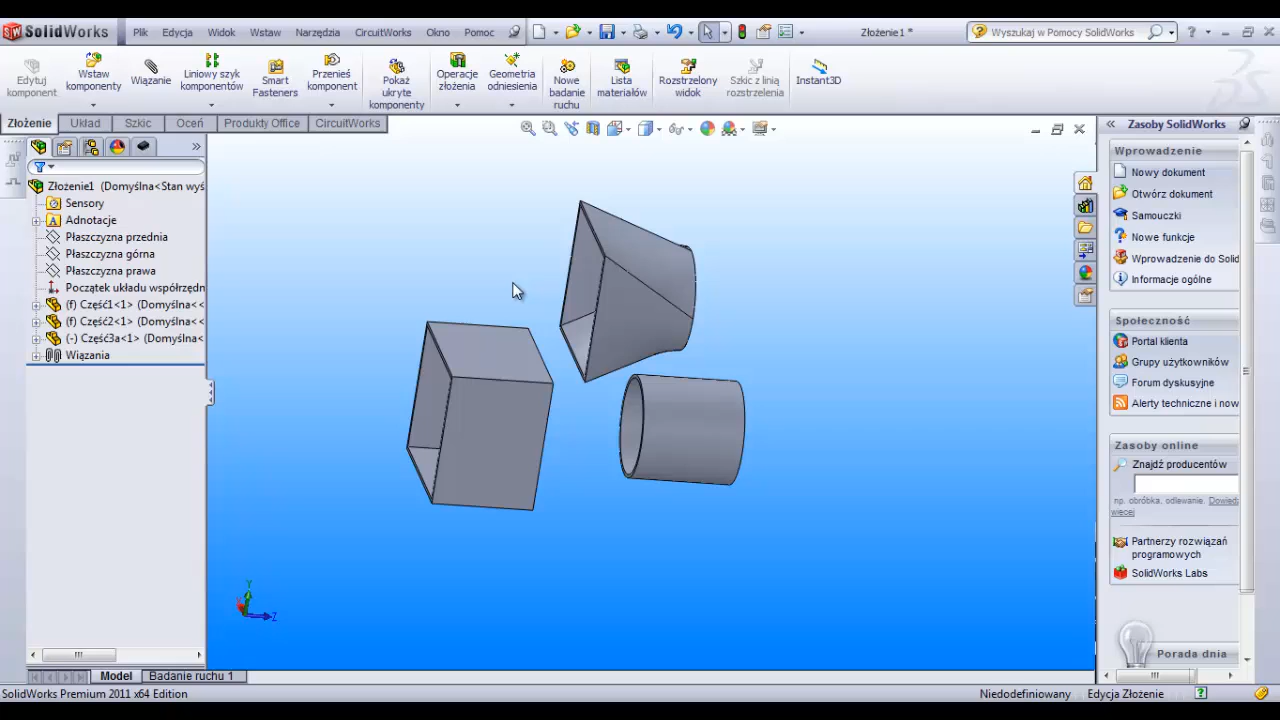 SolidWorks Plik Edycja Widok Wstaw Narzędzia CircuitWorks Okno Pomoc Złożenie1 * Wyszukaj w Pomocy SolidWorks
Edytuj komponent
Wstaw komponenty
Wiązanie
Liniowy szyk komponentów
Smart Fasteners
Przenieś komponent
Pokaż ukryte komponenty
Operacje złożenia
Geometria odniesienia
Nowe badanie ruchu
Lista materiałów
Rozstrzelony widok
Szkic z linią rozstrzelenia
Instant3D
Złożenie Układ Szkic Oceń Produkty Office CircuitWorks
Złożenie1 (Domyślna<Stan wyś
Sensory
Adnotacje
Płaszczyzna przednia
Płaszczyzna górna
Płaszczyzna prawa
Początek układu współrzędn
(f) Część1<1> (Domyślna<<
(f) Część2<1> (Domyślna<<
(-) Część3a<1> (Domyślna<<
Wiązania
Y
Z
Zasoby SolidWorks
Wprowadzenie
Nowy dokument
Otwórz dokument
Samouczki
Nowe funkcje
Wprowadzenie do Solid
Informacje ogólne
Społeczność
Portal klienta
Grupy użytkowników
Forum dyskusyjne
Alerty techniczne i now
Zasoby online
Znajdź producentów
np. obróbka, odlewanie. Dowiedz
więcej
Partnerzy rozwiązań
programowych
SolidWorks Labs
Porada dnia
Model Badanie ruchu 1
SolidWorks Premium 2011 x64 Edition Niedodefiniowany Edycja Złożenie